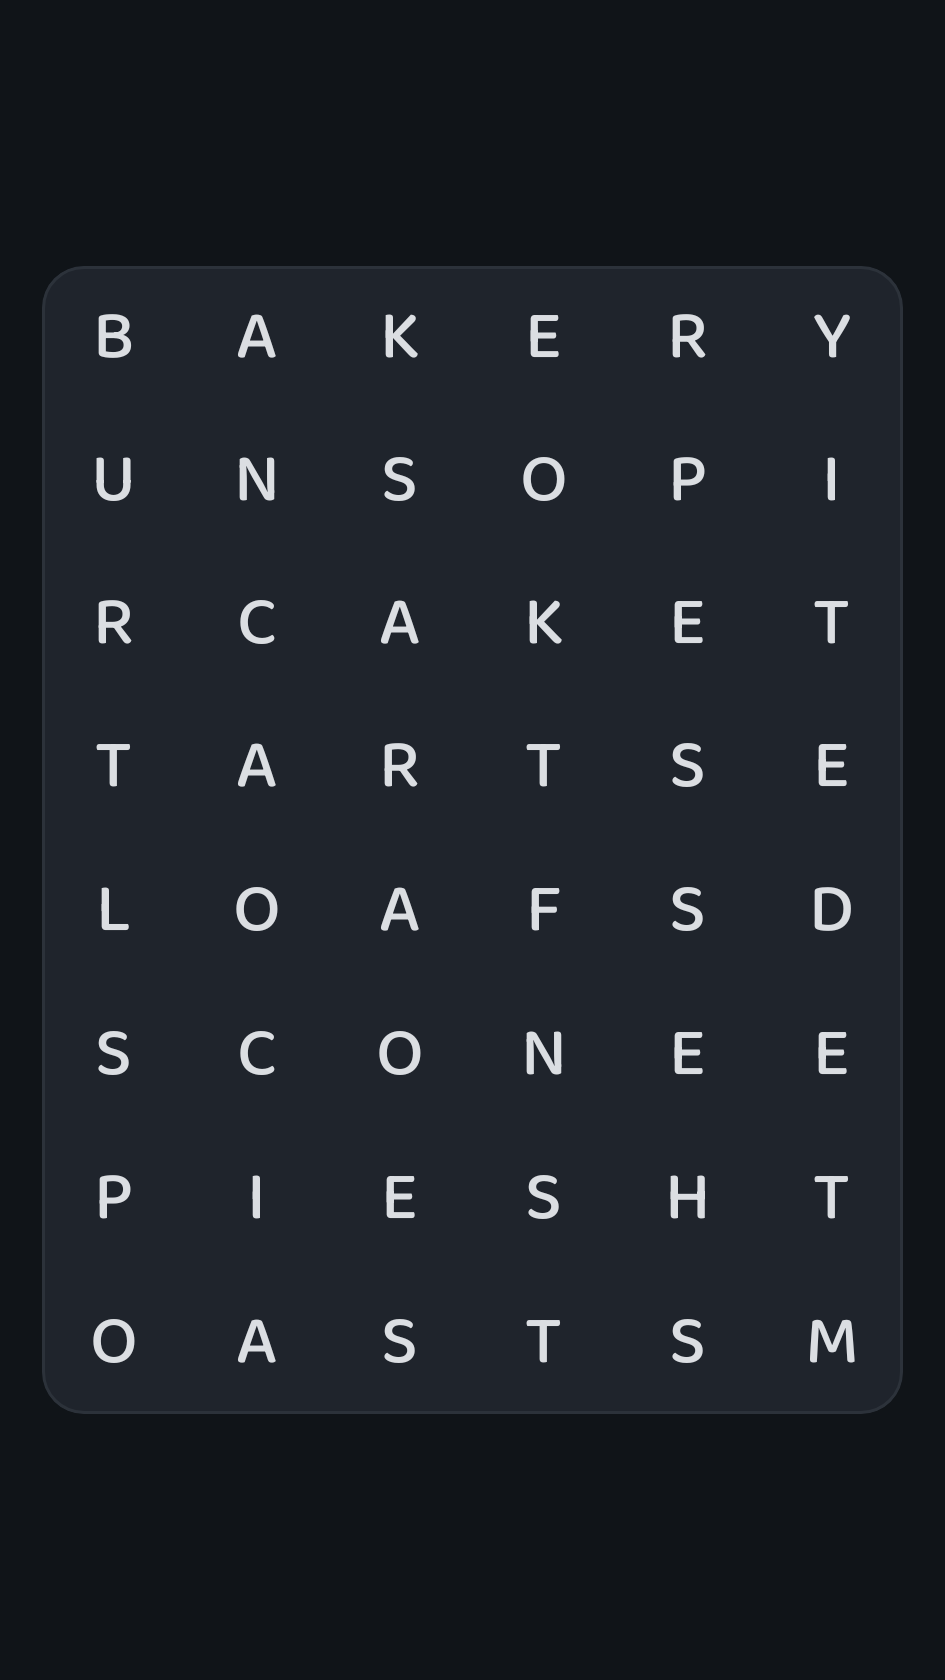 B A K E R Y
U N S O P I
R C A K E T
T A R T S E
L O A F S D
S C O N E E
P I E S H T
O A S T S M